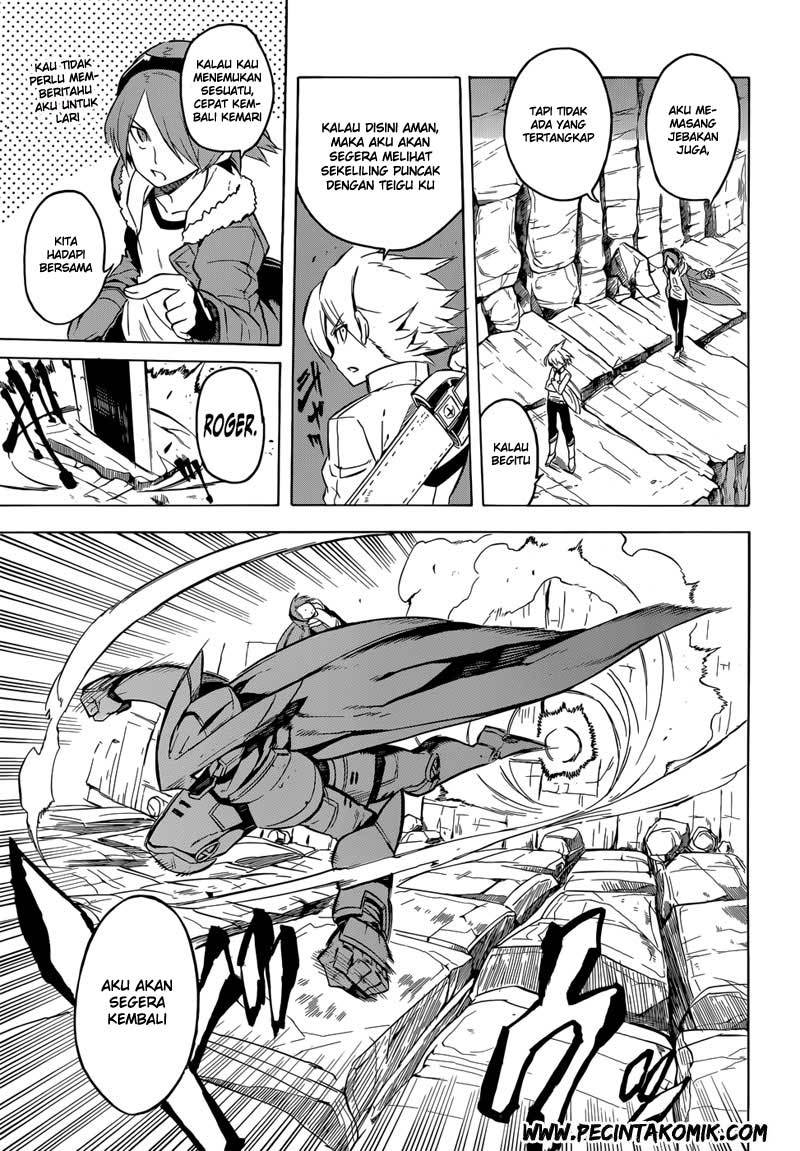 AKU ME-
MASANG
JEBAKAN
JUGA,
TAPI TIDAK
ADA YANG
TERTANGKAP
KALAU
BEGITU
KALAU DISINI AMAN,
MAKA AKU AKAN
SEGERA MELIHAT
SEKELILING PUNCAK
DENGAN TEIGU KU
KALAU KAU
MENEMUKAN
SESUATU,
CEPAT KEM-
BALI KEMARI
KAU TIDAK
PERLU MEM-
BERITAHU
AKU UNTUK
LARI
KITA
HADAPI
BERSAMA
ROGER.
AKU AKAN
SEGERA
KEMBALI
WWW.PECINTAKOMIK.COM